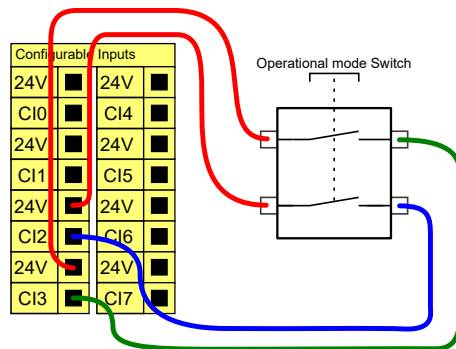 Configurable Inputs
Operational mode Switch
24V 24V
CI0 CI4
24V 24V
CI1 CI5
24V 24V
CI2 CI6
24V 24V
CI3 CI7